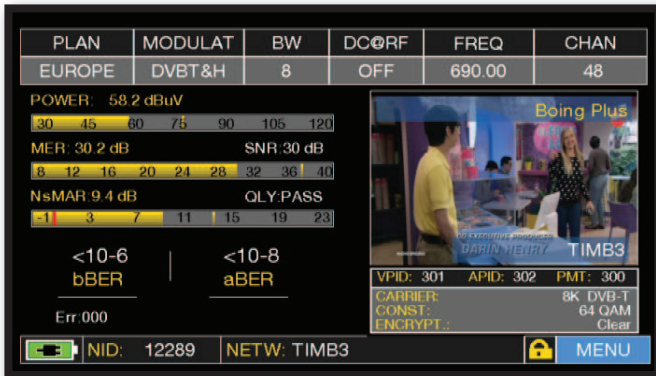 PLAN MODULAT BW DC@RF FREQ CHAN
EUROPE DVBT&H 8 OFF 690.00 48
POWER: 58.2 dBuV
30 45 60 75 90 105 120
MER: 30.2 dB SNR:30 dB
8 12 16 20 24 28 32 36 40
NsMAR:9.4 dB QLY:PASS
-1 3 7 11 15 19 23
<10-6 <10-8
bBER aBER
Err:000
Boing Plus
CO EXECUTIVE PRODUCER
DARIN HENRY
TIMB3
VPID: 301 APID: 302 PMT: 300
CARRIER: 8K DVB-T
CONST: 64 QAM
ENCRYPT.: Clear
NID: 12289 NETW: TIMB3 MENU